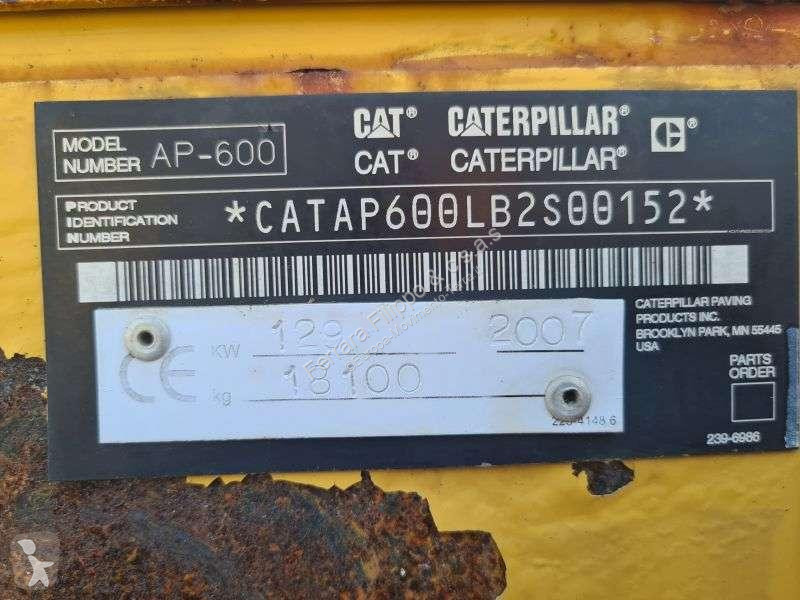 MODEL
NUMBER AP-600
CAT® CATERPILLAR®
CAT® CATERPILLAR®
PRODUCT
IDENTIFICATION
NUMBER
*CATAP600LB2S00152*
CE
KW 129 2007
kg 18100
CATERPILLAR PAVING
PRODUCTS INC.
BROOKLYN PARK, MN 55445
USA
PARTS
ORDER
239-6986